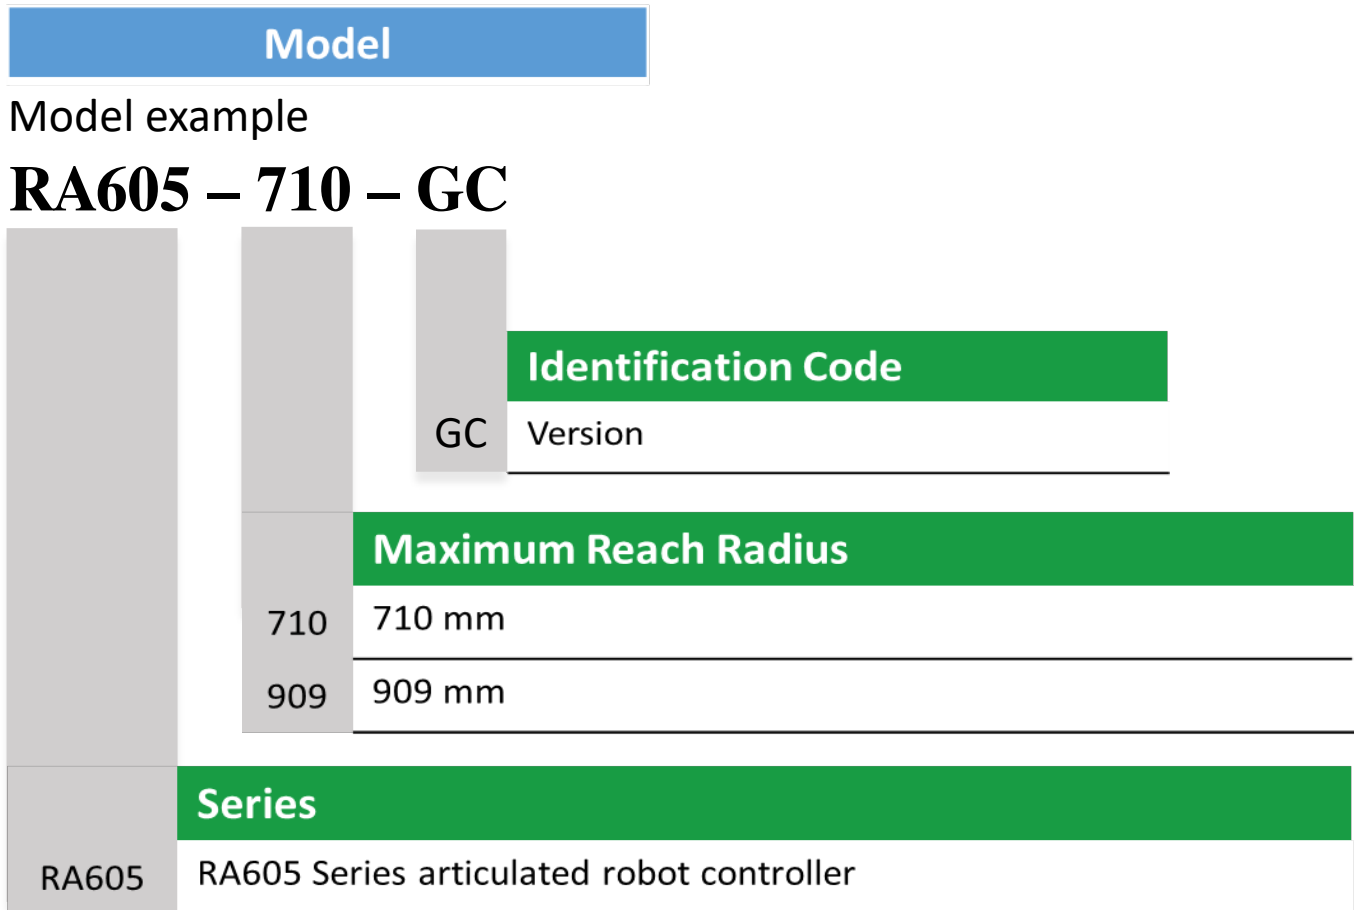 Model
Model example
RA605 – 710 – GC
Identification Code
GC Version
Maximum Reach Radius
710 710 mm
909 909 mm
Series
RA605 RA605 Series articulated robot controller